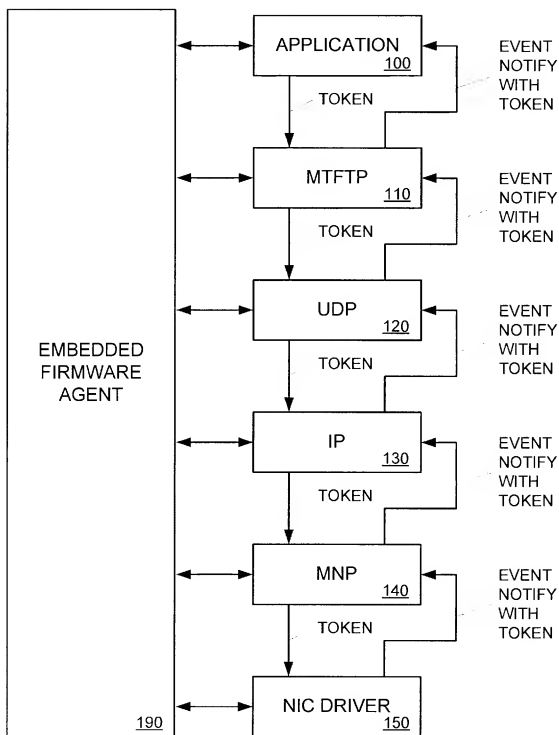 APPLICATION
100
EVENT
NOTIFY
WITH
TOKEN
TOKEN
MTFTP
110
EVENT
NOTIFY
WITH
TOKEN
TOKEN
UDP
120
EVENT
NOTIFY
WITH
TOKEN
TOKEN
EMBEDDED
FIRMWARE
AGENT
IP
130
EVENT
NOTIFY
WITH
TOKEN
TOKEN
MNP
140
EVENT
NOTIFY
WITH
TOKEN
TOKEN
NIC DRIVER
150
190